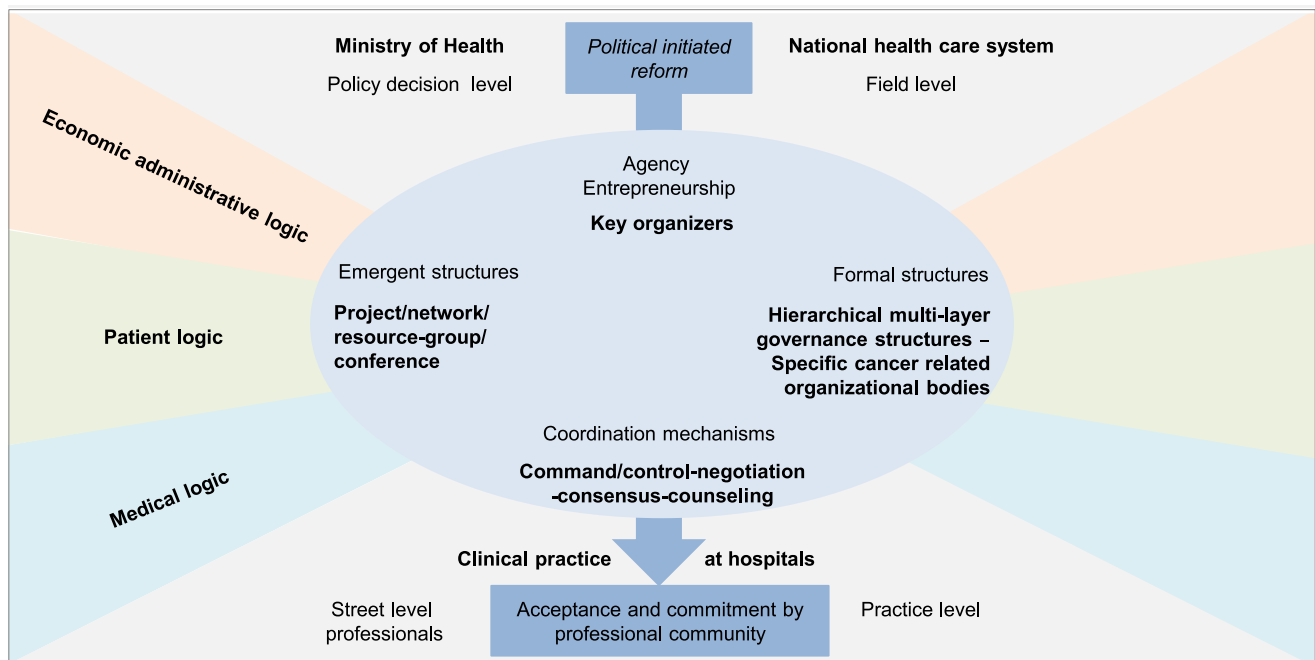 Ministry of Health
Policy decision level
Political initiated
reform
National health care system
Field level
Economic administrative logic
Patient logic
Medical logic
Agency
Entrepreneurship
Key organizers
Emergent structures
Project/network/
resource-group/
conference
Formal structures
Hierarchical multi-layer
governance structures –
Specific cancer related
organizational bodies
Coordination mechanisms
Command/control-negotiation
-consensus-counseling
Clinical practice
at hospitals
Street level
professionals
Acceptance and commitment by
professional community
Practice level